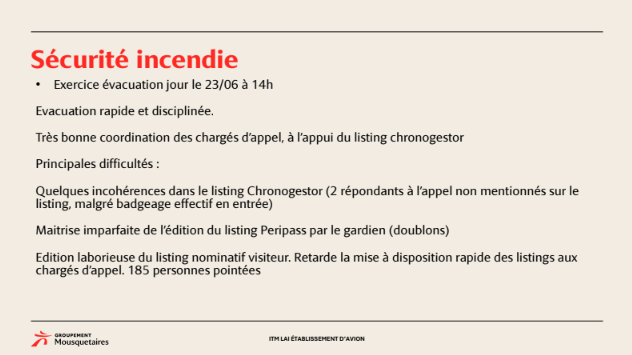 Sécurité incendie
• Exercice évacuation jour le 23/06 à 14h
Evacuation rapide et disciplinée.
Très bonne coordination des chargés d'appel, à l'appui du listing chronogestor
Principales difficultés :
Quelques incohérences dans le listing Chronogestor (2 répondants à l'appel non mentionnés sur le
listing, malgré badgeage effectif en entrée)
Maitrise imparfaite de l'édition du listing Peripass par le gardien (doublons)
Edition laborieuse du listing nominatif visiteur. Retarde la mise à disposition rapide des listings aux
chargés d'appel. 185 personnes pointées
GROUPEMENT
Mousquetaires
ITM LAI ÉTABLISSEMENT D'AVION